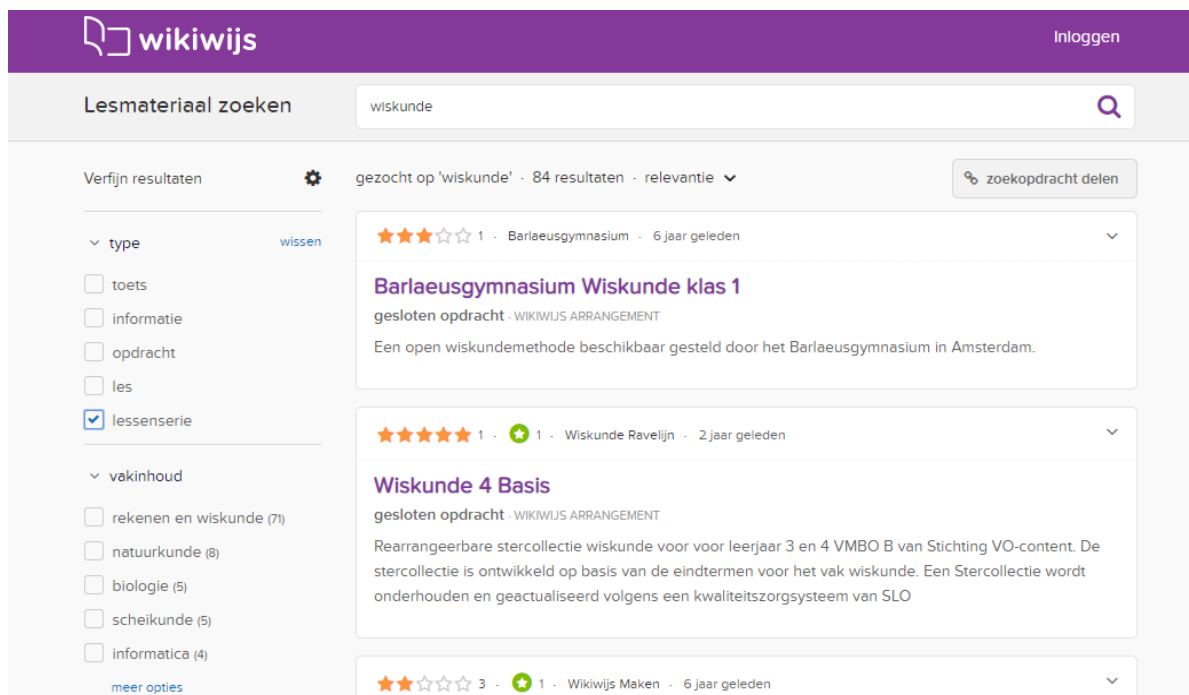 wikiwijs
Inloggen
Lesmateriaal zoeken
wiskunde
Verfijn resultaten
gezocht op 'wiskunde' · 84 resultaten · relevantie
zoekopdracht delen
type
wissen
toets
informatie
opdracht
les
lessenserie
vakinhoud
rekenen en wiskunde (71)
natuurkunde (8)
biologie (5)
scheikunde (5)
informatica (4)
meer opties
1 · Barlaeusgymnasium · 6 jaar geleden
Barlaeusgymnasium Wiskunde klas 1
gesloten opdracht · WIKIWIJS ARRANGEMENT
Een open wiskundemethode beschikbaar gesteld door het Barlaeusgymnasium in Amsterdam.
1 · 1 · Wiskunde Ravelijn · 2 jaar geleden
Wiskunde 4 Basis
gesloten opdracht · WIKIWIJS ARRANGEMENT
Rearrangeerbare stercollectie wiskunde voor voor leerjaar 3 en 4 VMBO B van Stichting VO-content. De
stercollectie is ontwikkeld op basis van de eindtermen voor het vak wiskunde. Een Stercollectie wordt
onderhouden en geactualiseerd volgens een kwaliteitszorgsysteem van SLO
3 · 1 · Wikiwijs Maken · 6 jaar geleden